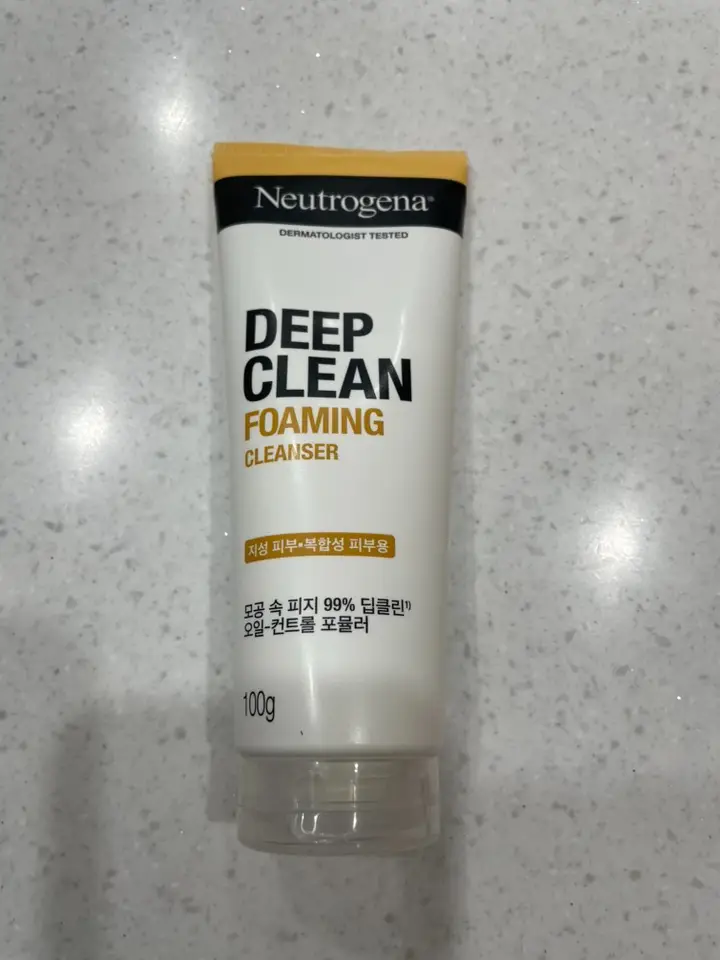 Neutrogena®
DERMATOLOGIST TESTED
DEEP
CLEAN
FOAMING
CLEANSER
지성 피부•복합성 피부용
모공 속 피지 99% 딥클린¹⁾
오일-컨트롤 포뮬러
100g